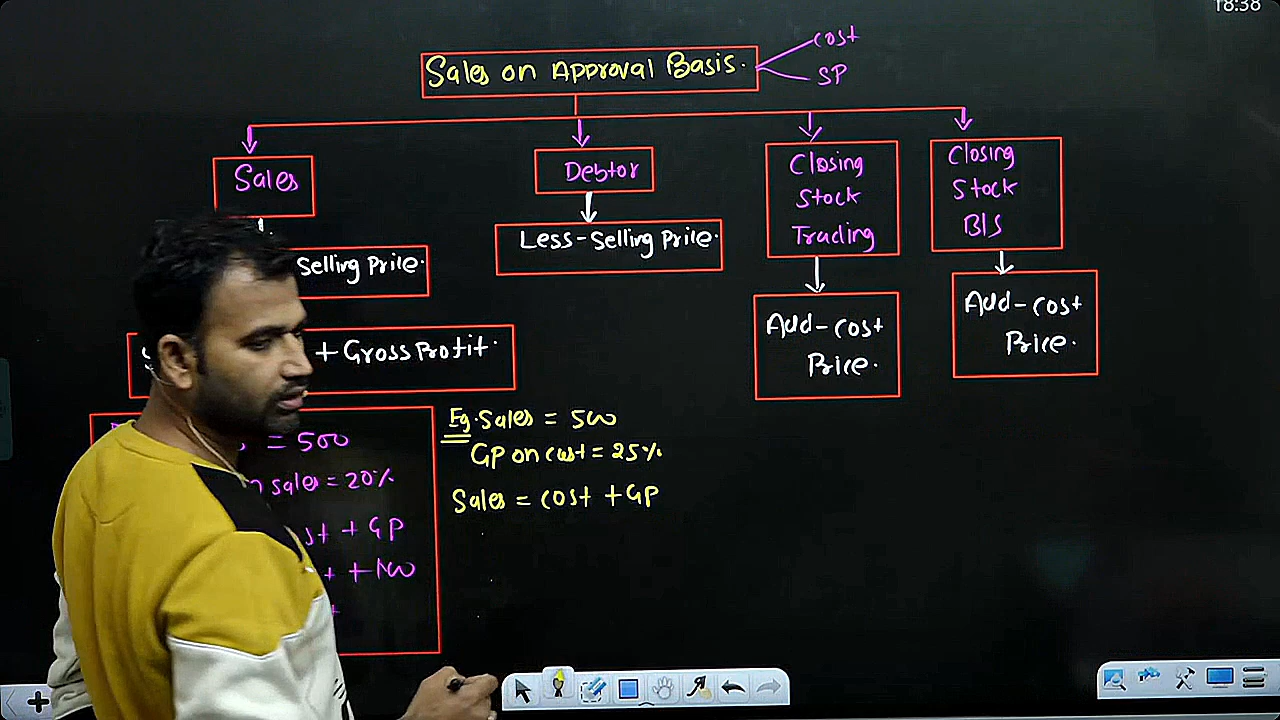 18:38
Sales on Approval Basis.
Cost
SP
Sales
Debtor
Closing
Stock
Trading
Closing
Stock
B/S
Selling Price.
Less - Selling Price.
Add - Cost
Price.
Add - Cost
Price.
+ Gross Profit.
= 500
sales = 20%
+ GP
+ 100
Eg. Sales = 500
GP on cost = 25%
Sales = Cost + GP